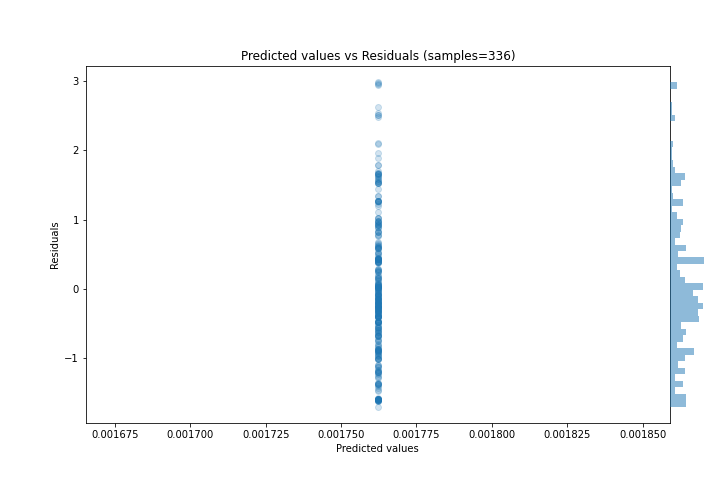 Predicted values vs Residuals (samples=336)
3
2
1
0
−1
Residuals
0.001675 0.001700 0.001725 0.001750 0.001775 0.001800 0.001825 0.001850
Predicted values